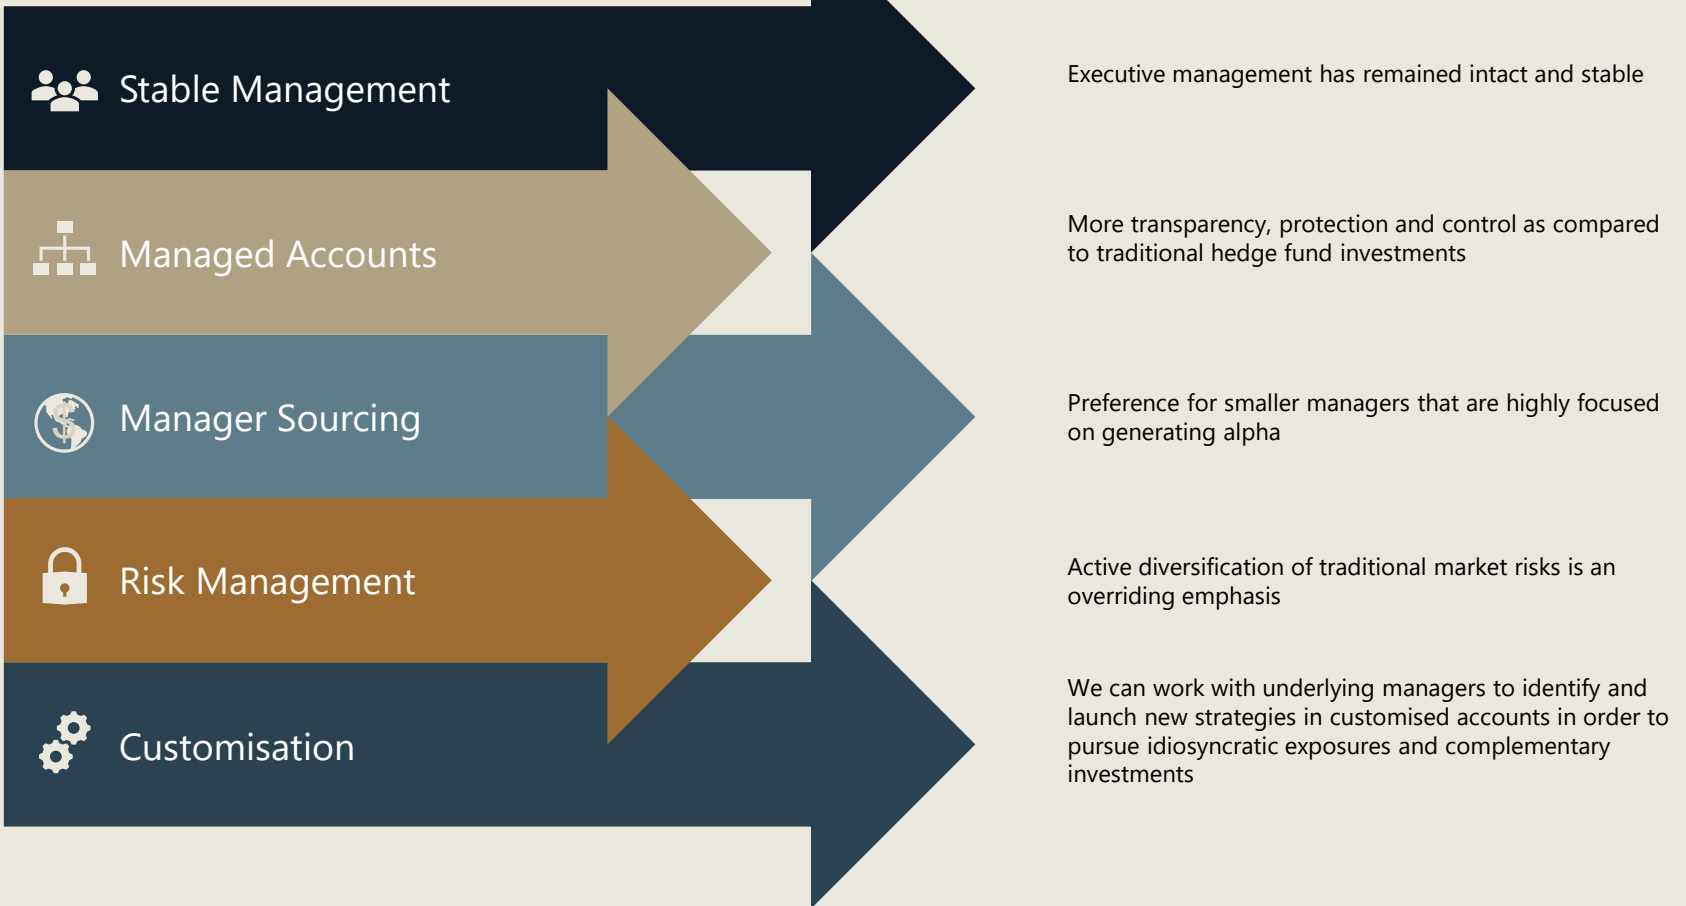 Stable Management
Executive management has remained intact and stable
Managed Accounts
More transparency, protection and control as compared
to traditional hedge fund investments
Manager Sourcing
Preference for smaller managers that are highly focused
on generating alpha
Risk Management
Active diversification of traditional market risks is an
overriding emphasis
Customisation
We can work with underlying managers to identify and
launch new strategies in customised accounts in order to
pursue idiosyncratic exposures and complementary
investments